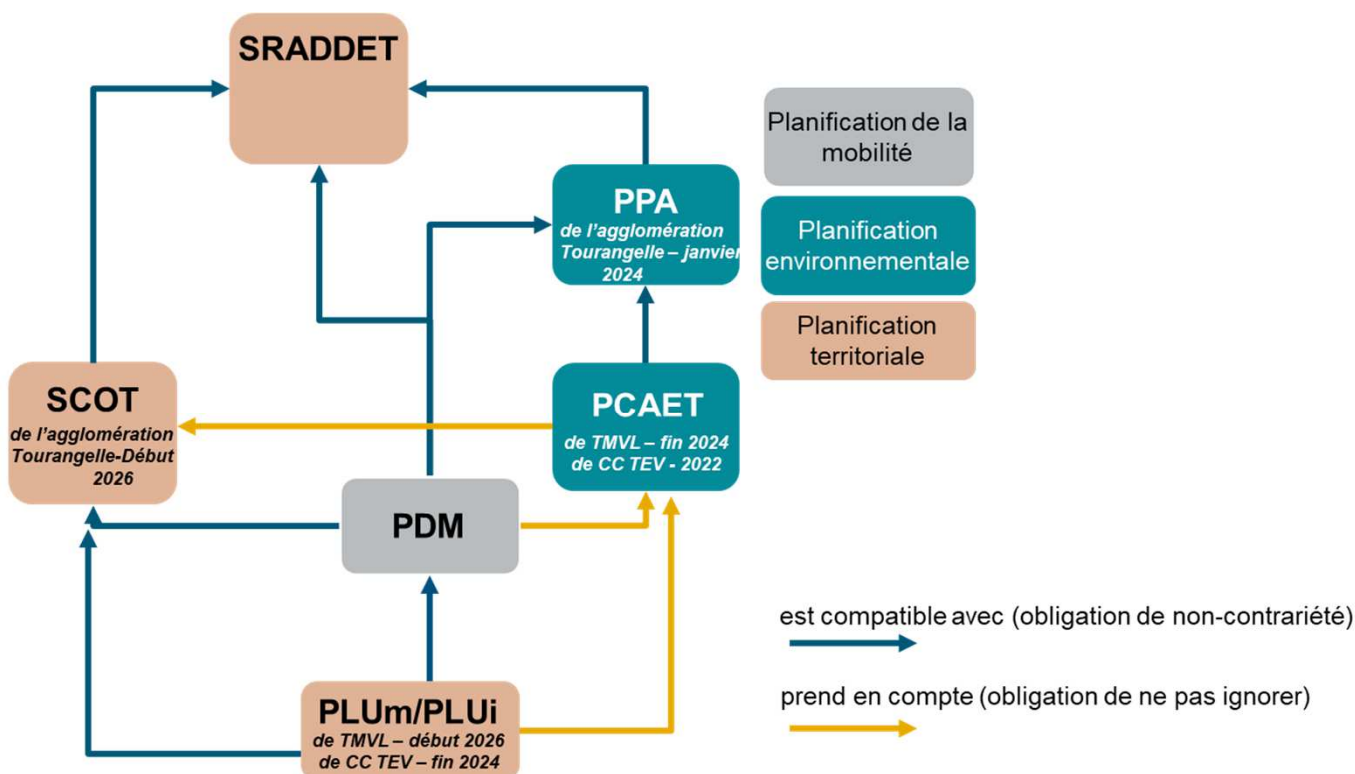 SRADDET
Planification de la
mobilité
PPA
de l'agglomération
Tourangelle – janvier
2024
Planification
environnementale
Planification
territoriale
SCOT
de l'agglomération
Tourangelle-Début
2026
PCAET
de TMVL – fin 2024
de CC TEV - 2022
PDM
est compatible avec (obligation de non-contrariété)
prend en compte (obligation de ne pas ignorer)
PLUm/PLUi
de TMVL – début 2026
de CC TEV – fin 2024